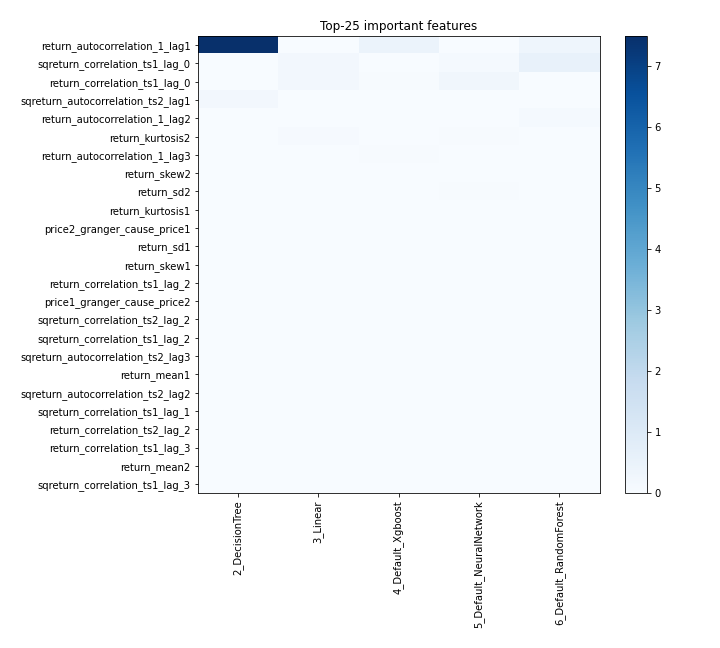 Top-25 important features
return_autocorrelation_1_lag1
sqreturn_correlation_ts1_lag_0
return_correlation_ts1_lag_0
sqreturn_autocorrelation_ts2_lag1
return_autocorrelation_1_lag2
return_kurtosis2
return_autocorrelation_1_lag3
return_skew2
return_sd2
return_kurtosis1
price2_granger_cause_price1
return_sd1
return_skew1
return_correlation_ts1_lag_2
price1_granger_cause_price2
sqreturn_correlation_ts2_lag_2
sqreturn_correlation_ts1_lag_2
sqreturn_autocorrelation_ts2_lag3
return_mean1
sqreturn_autocorrelation_ts2_lag2
sqreturn_correlation_ts1_lag_1
return_correlation_ts2_lag_2
return_correlation_ts1_lag_3
return_mean2
sqreturn_correlation_ts1_lag_3
2_DecisionTree
3_Linear
4_Default_Xgboost
5_Default_NeuralNetwork
6_Default_RandomForest
7
6
5
4
3
2
1
0